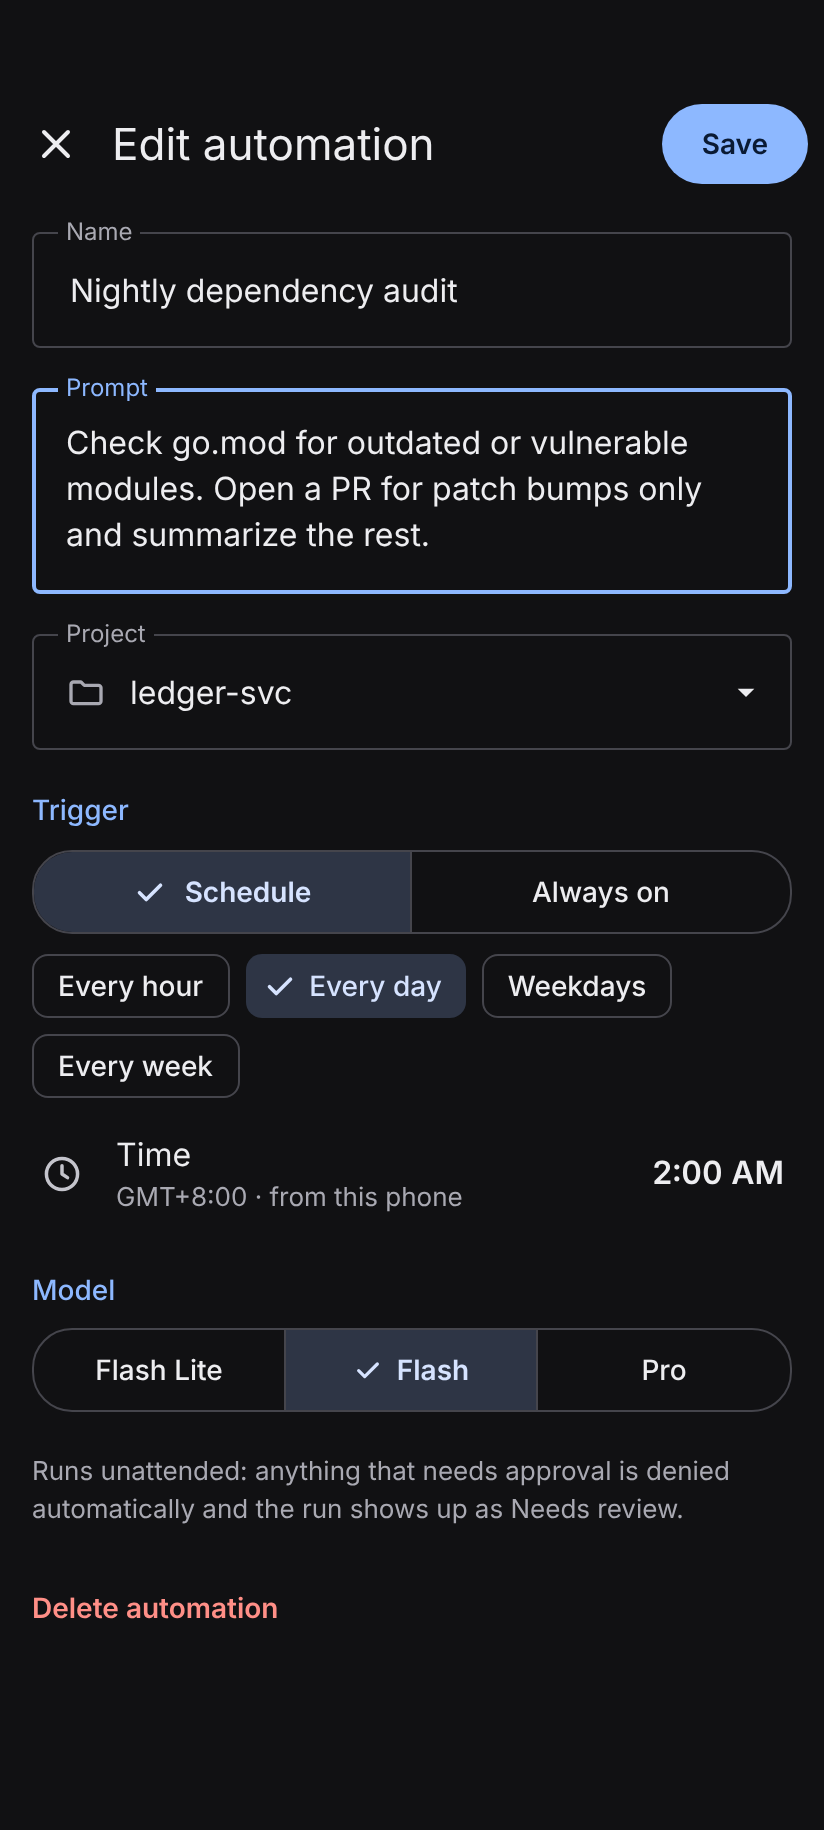 Edit automation
Save
Name
Nightly dependency audit
Prompt
Check go.mod for outdated or vulnerable
modules. Open a PR for patch bumps only
and summarize the rest.
Project
ledger-svc
Trigger
Schedule
Always on
Every hour
Every day
Weekdays
Every week
Time
GMT+8:00 · from this phone
2:00 AM
Model
Flash Lite
Flash
Pro
Runs unattended: anything that needs approval is denied
automatically and the run shows up as Needs review.
Delete automation